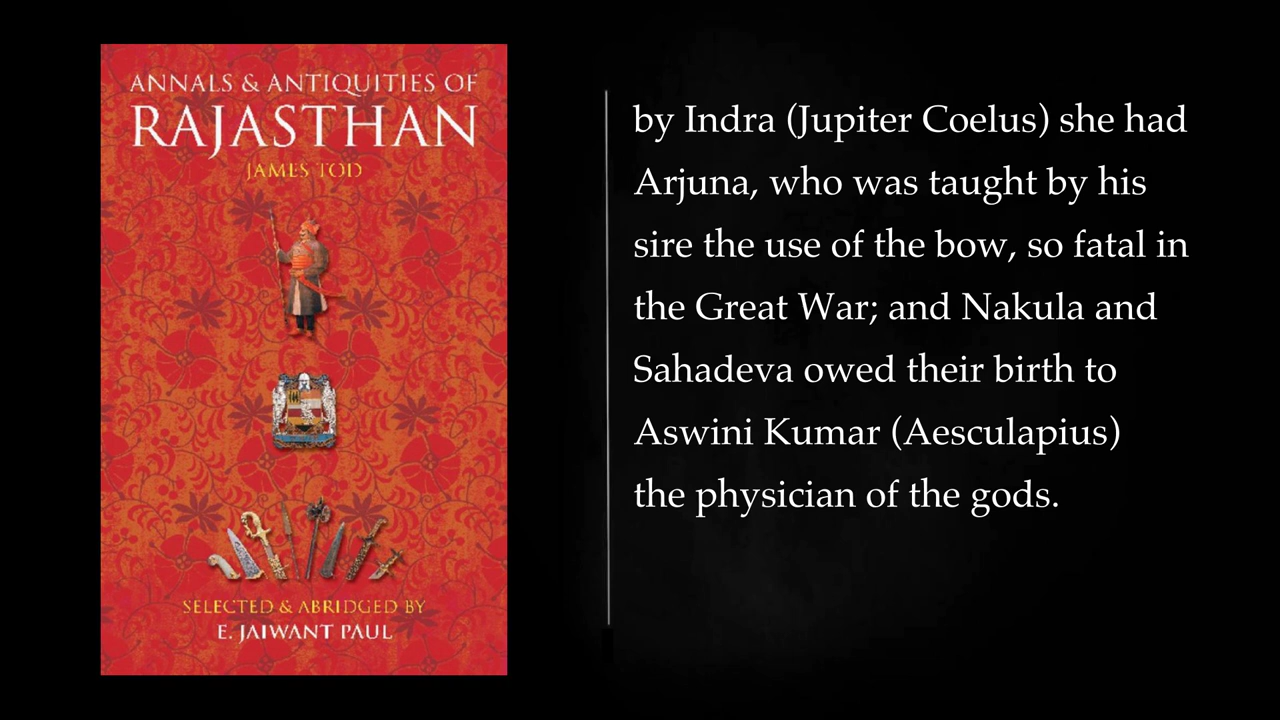 ANNALS & ANTIQUITIES OF
RAJASTHAN
JAMES TOD
SELECTED & ABRIDGED BY
E. JAIWANT PAUL
by Indra (Jupiter Coelus) she had
Arjuna, who was taught by his
sire the use of the bow, so fatal in
the Great War; and Nakula and
Sahadeva owed their birth to
Aswini Kumar (Aesculapius)
the physician of the gods.